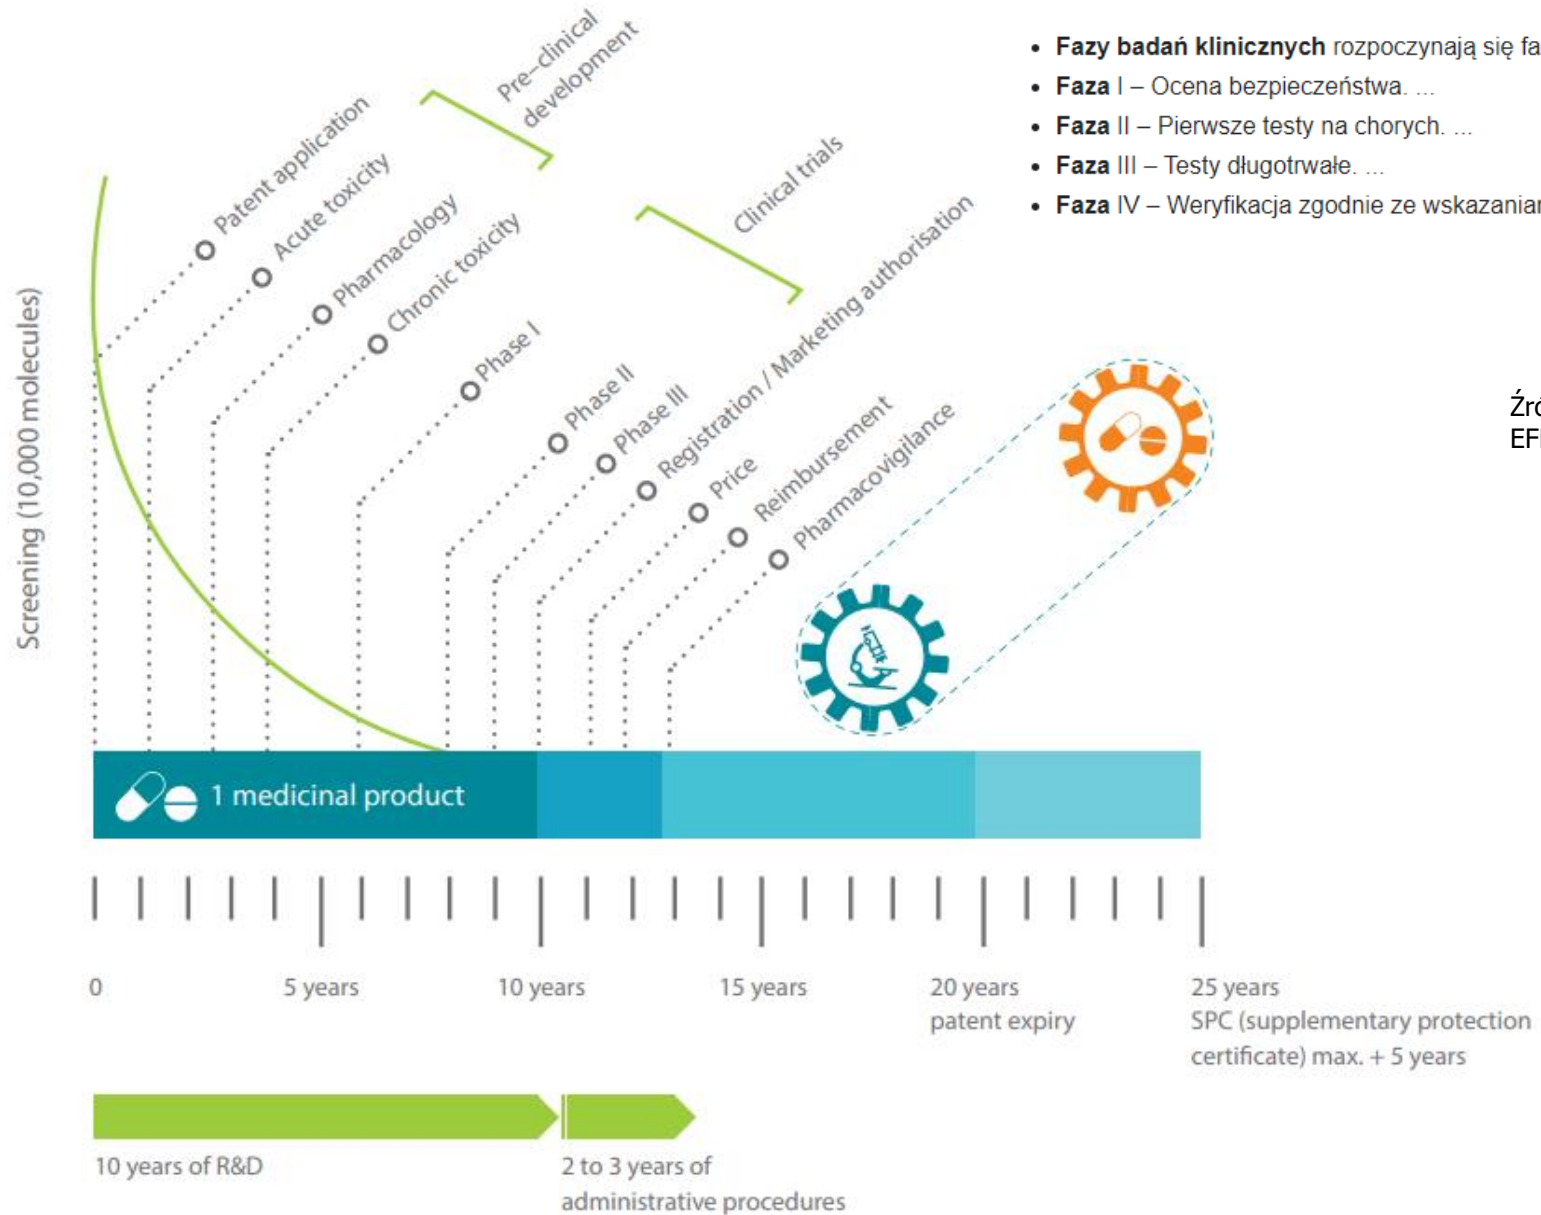 Pre–clinical
development
Patent application
Acute toxicity
Pharmacology
Chronic toxicity
Clinical trials
Phase I
Phase II
Phase III
Registration / Marketing authorisation
Price
Reimbursement
Pharmacovigilance
• Fazy badań klinicznych rozpoczynają się
• Faza I – Ocena bezpieczeństwa. ...
• Faza II – Pierwsze testy na chorych. ...
• Faza III – Testy długotrwałe. ...
• Faza IV – Weryfikacja zgodnie ze
Screening (10,000 molecules)
1 medicinal product
0
5 years
10 years
15 years
20 years
patent expiry
25 years
SPC (supplementary protection
certificate) max. + 5 years
10 years of R&D
2 to 3 years of
administrative procedures